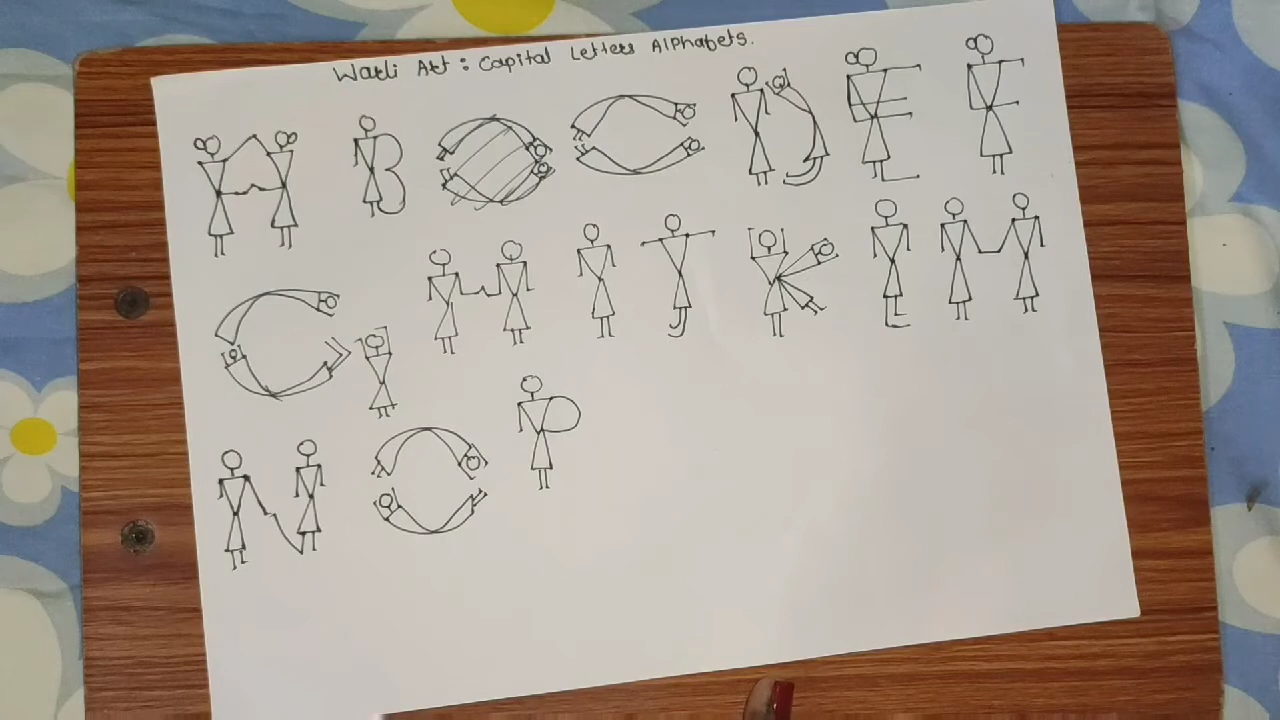 Warli Art : Capital Letters Alphabets.
A B C D E F
G H I J K L M
N O P